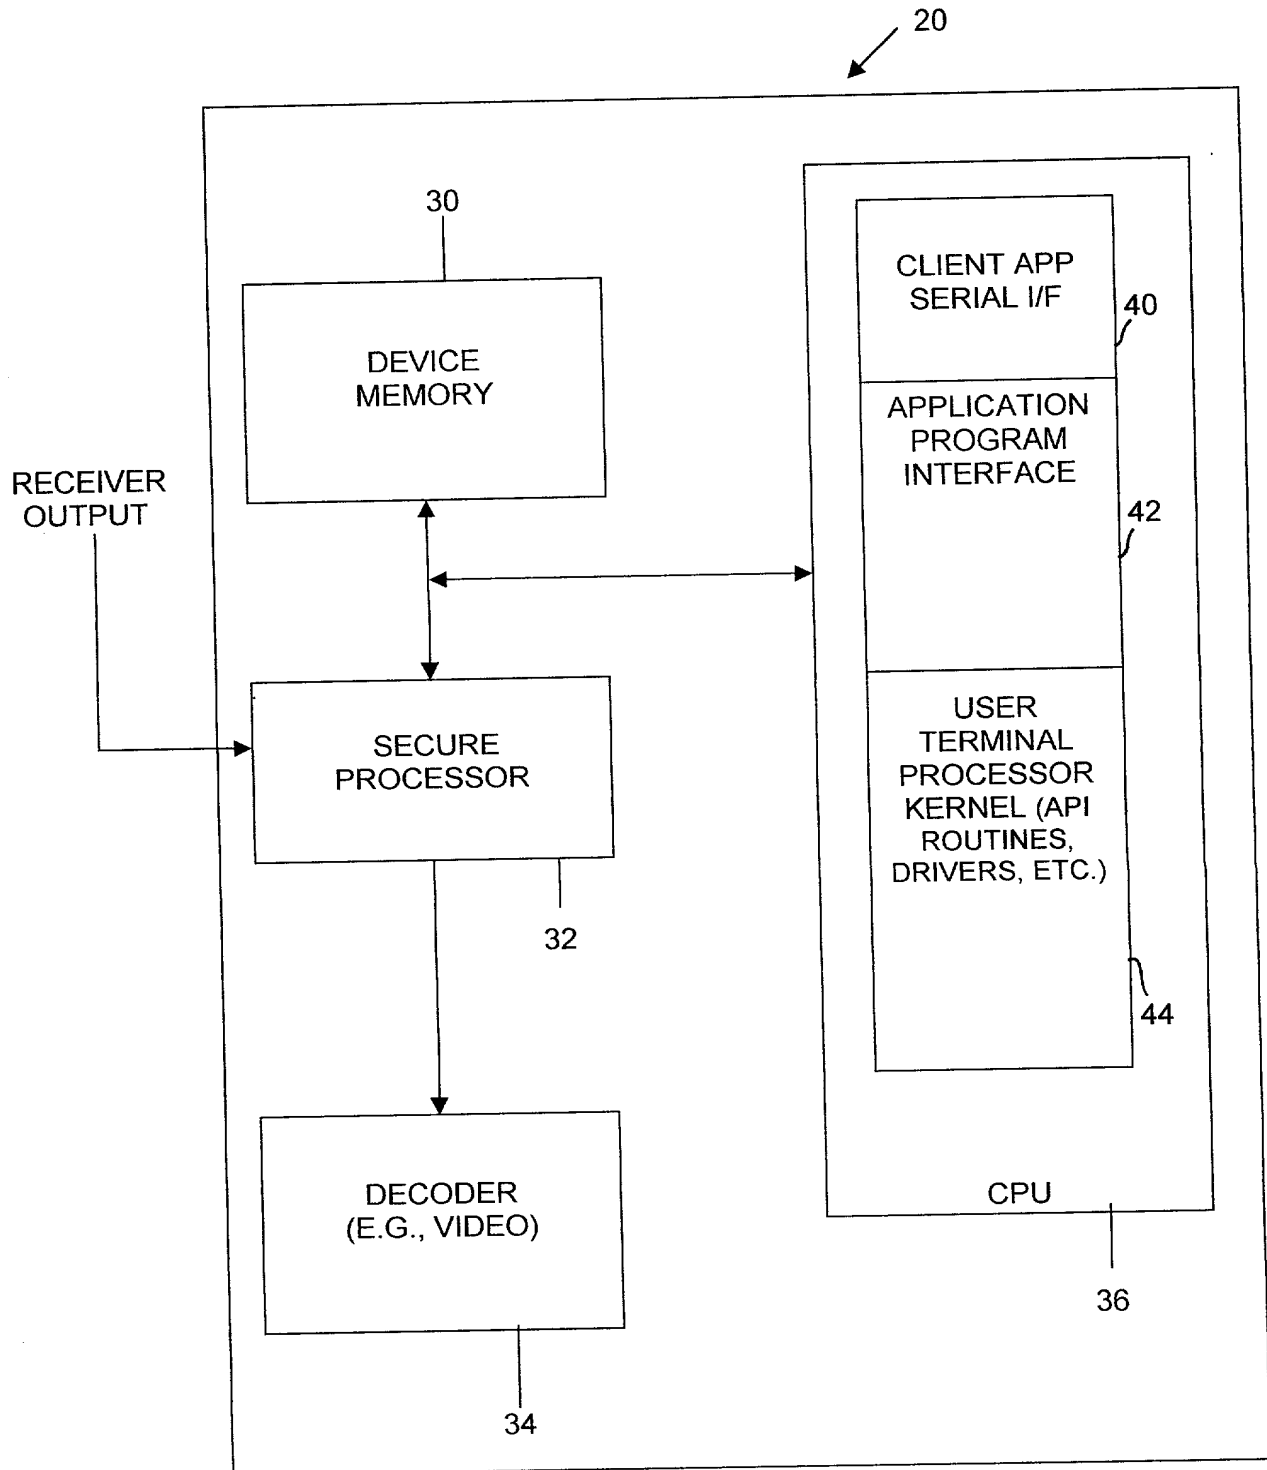 20
30
DEVICE
MEMORY
CLIENT APP
SERIAL I/F
40
APPLICATION
PROGRAM
INTERFACE
42
RECEIVER
OUTPUT
SECURE
PROCESSOR
32
USER
TERMINAL
PROCESSOR
KERNEL (API
ROUTINES,
DRIVERS, ETC.)
44
DECODER
(E.G., VIDEO)
34
CPU
36